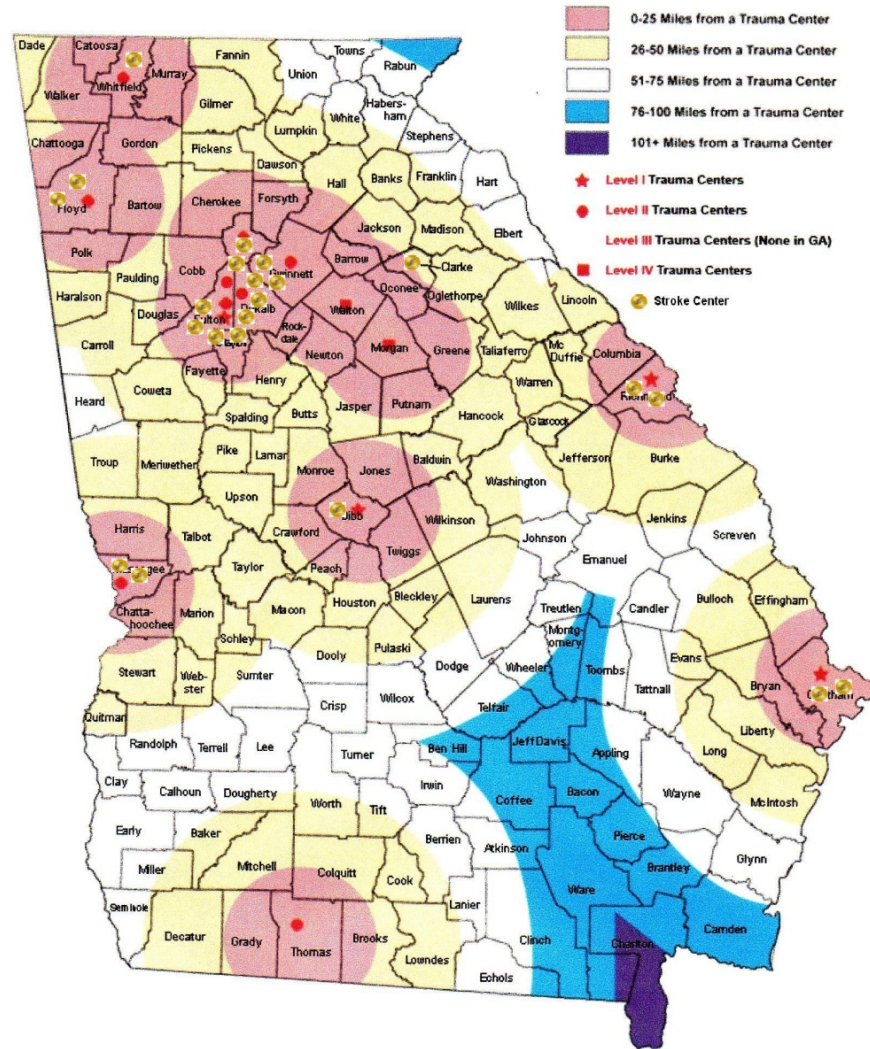 0-25 Miles from a Trauma Center
26-50 Miles from a Trauma Center
51-75 Miles from a Trauma Center
76-100 Miles from a Trauma Center
101+ Miles from a Trauma Center
Level I Trauma Centers
Level II Trauma Centers
Level III Trauma Centers (None in GA)
Level IV Trauma Centers
Stroke Center
Dade
Catoosa
Fannin
Towns
Rabun
Murray
Union
Whitfield
Walker
Gilmer
Habersham
White
Lumpkin
Stephens
Chattooga
Gordon
Pickens
Dawson
Hall
Banks
Franklin
Hart
Floyd
Bartow
Cherokee
Forsyth
Jackson
Madison
Elbert
Polk
Cobb
Gwinnett
Barrow
Clarke
Oconee
Oglethorpe
Paulding
Haralson
Douglas
Walton
Wilkes
Lincoln
Carroll
Rock-
dale
Newton
Morgan
Greene
Taliaferro
Mc
Duffie
Columbia
Fayette
Henry
Warren
Heard
Coweta
Spalding
Butts
Jasper
Putnam
Hancock
Glascock
Troup
Meriwether
Pike
Lamar
Monroe
Jones
Baldwin
Washington
Jefferson
Burke
Upson
Bibb
Wilkinson
Jenkins
Screven
Harris
Talbot
Crawford
Twiggs
Johnson
Emanuel
Taylor
Peach
Chatta-
hoochee
Marion
Macon
Houston
Bleckley
Laurens
Treutlen
Candler
Bulloch
Effingham
Schley
Pulaski
Montg-
omery
Stewart
Web-
ster
Sumter
Dooly
Dodge
Wheeler
Toombs
Evans
Bryan
Tattnall
Quitman
Crisp
Wilcox
Telfair
Liberty
Randolph
Terrell
Lee
Turner
Ben Hill
Jeff Davis
Appling
Long
Clay
Calhoun
Dougherty
Irwin
Coffee
Bacon
Wayne
McIntosh
Worth
Tift
Early
Baker
Berrien
Atkinson
Pierce
Glynn
Miller
Mitchell
Colquitt
Cook
Brantley
Ware
Lanier
Decatur
Grady
Thomas
Brooks
Lowndes
Clinch
Charlton
Camden
Echols